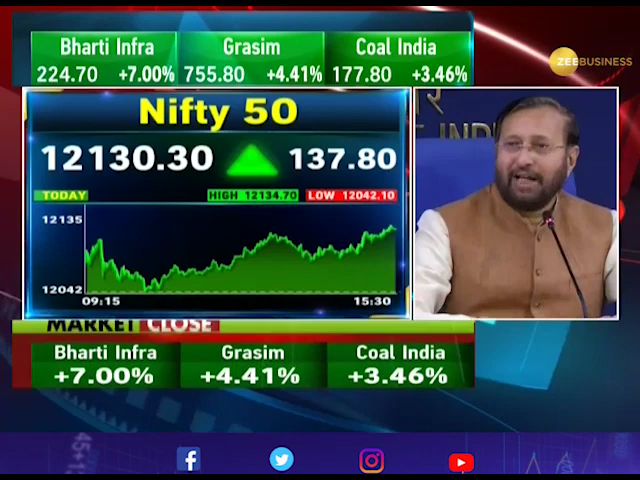 Bharti Infra
224.70 +7.00%
Grasim
755.80 +4.41%
Coal India
177.80 +3.46%
ZEEBUSINESS
Nifty 50
12130.30 137.80
TODAY
HIGH 12134.70
LOW 12042.10
12135
12042
09:15 15:30
MARKET CLOSE
Bharti Infra
+7.00%
Grasim
+4.41%
Coal India
+3.46%